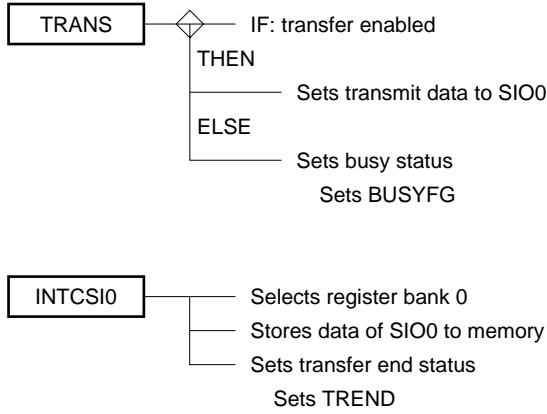 TRANS
IF: transfer enabled
THEN
Sets transmit data to SIO0
ELSE
Sets busy status
Sets BUSYFG
INTCSI0
Selects register bank 0
Stores data of SIO0 to memory
Sets transfer end status
Sets TREND